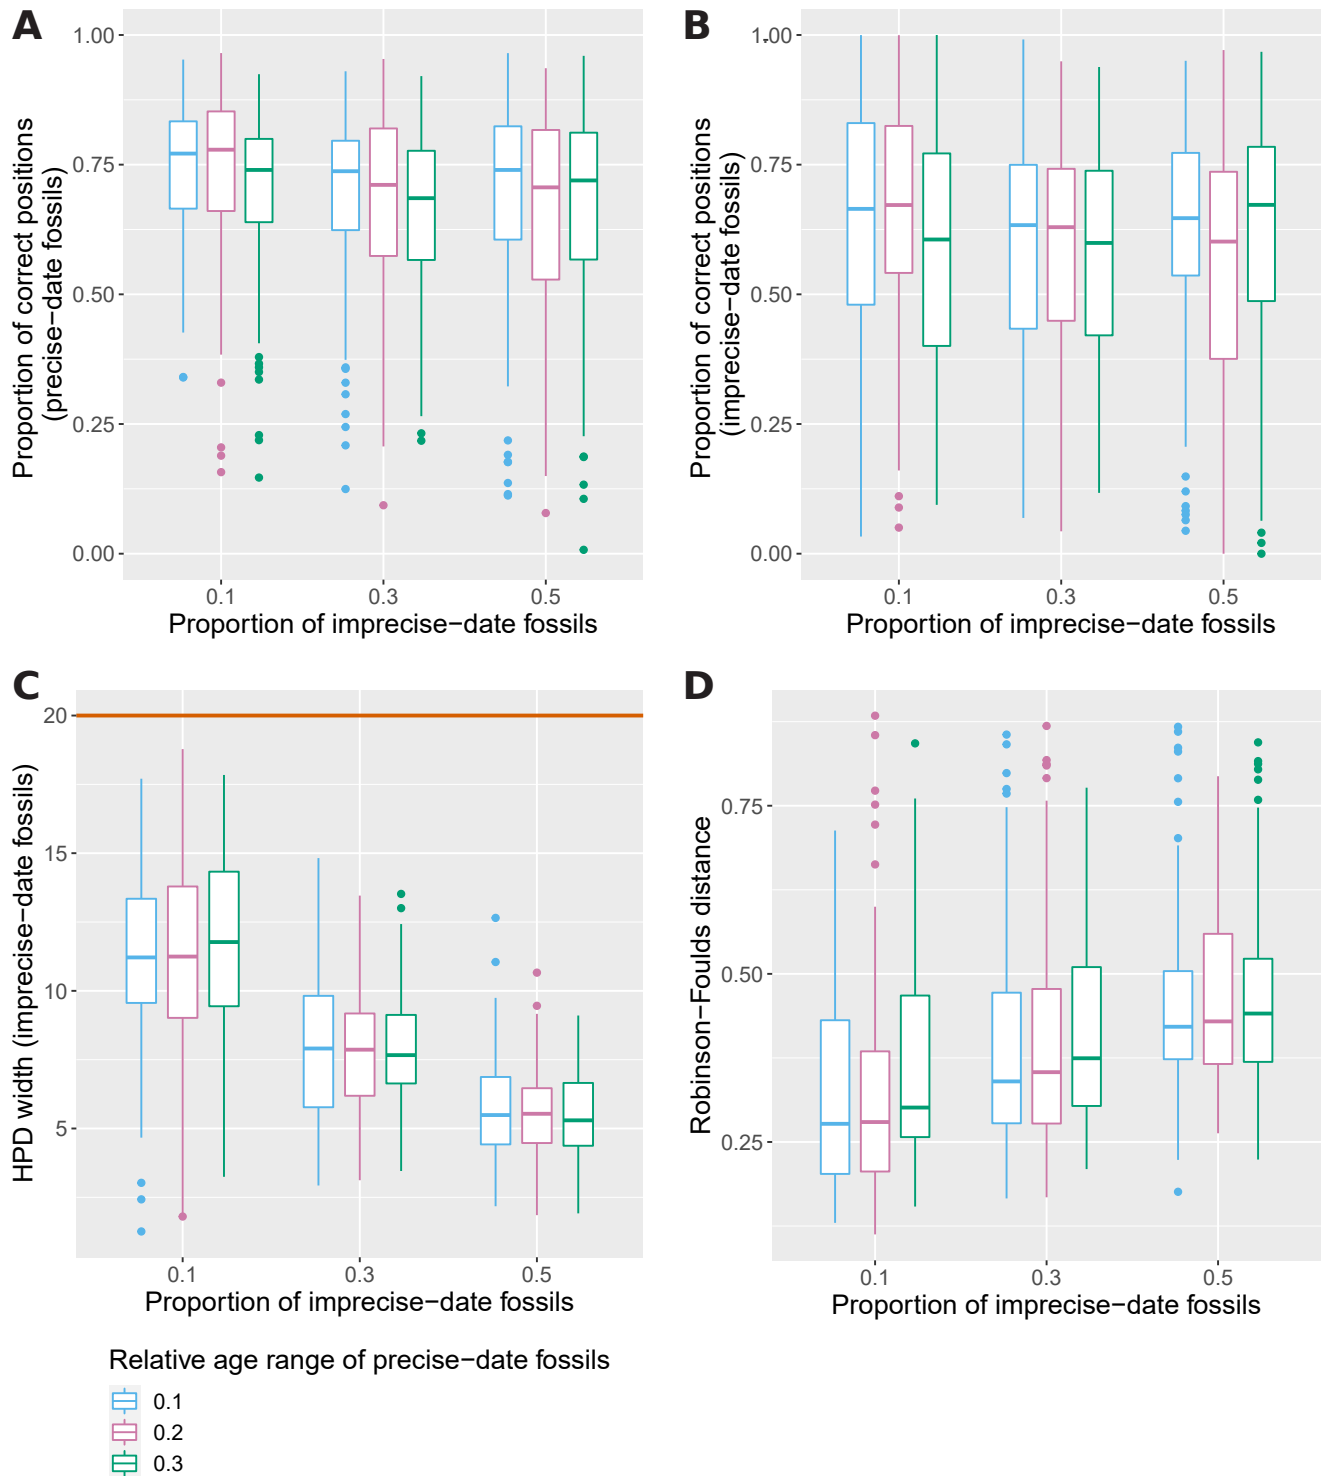 A
1.00
0.75
0.50
0.25
0.00
Proportion of correct positions
(precise−date fossils)
0.1
0.3
0.5
Proportion of imprecise−date fossils
B
1.00
0.75
0.50
0.25
0.00
Proportion of correct positions
(imprecise−date fossils)
0.1
0.3
0.5
Proportion of imprecise−date fossils
C
20
15
10
5
HPD width (imprecise−date fossils)
0.1
0.3
0.5
Proportion of imprecise−date fossils
D
0.75
0.50
0.25
Robinson−Foulds distance
0.1
0.3
0.5
Proportion of imprecise−date fossils
Relative age range of precise−date fossils
0.1
0.2
0.3